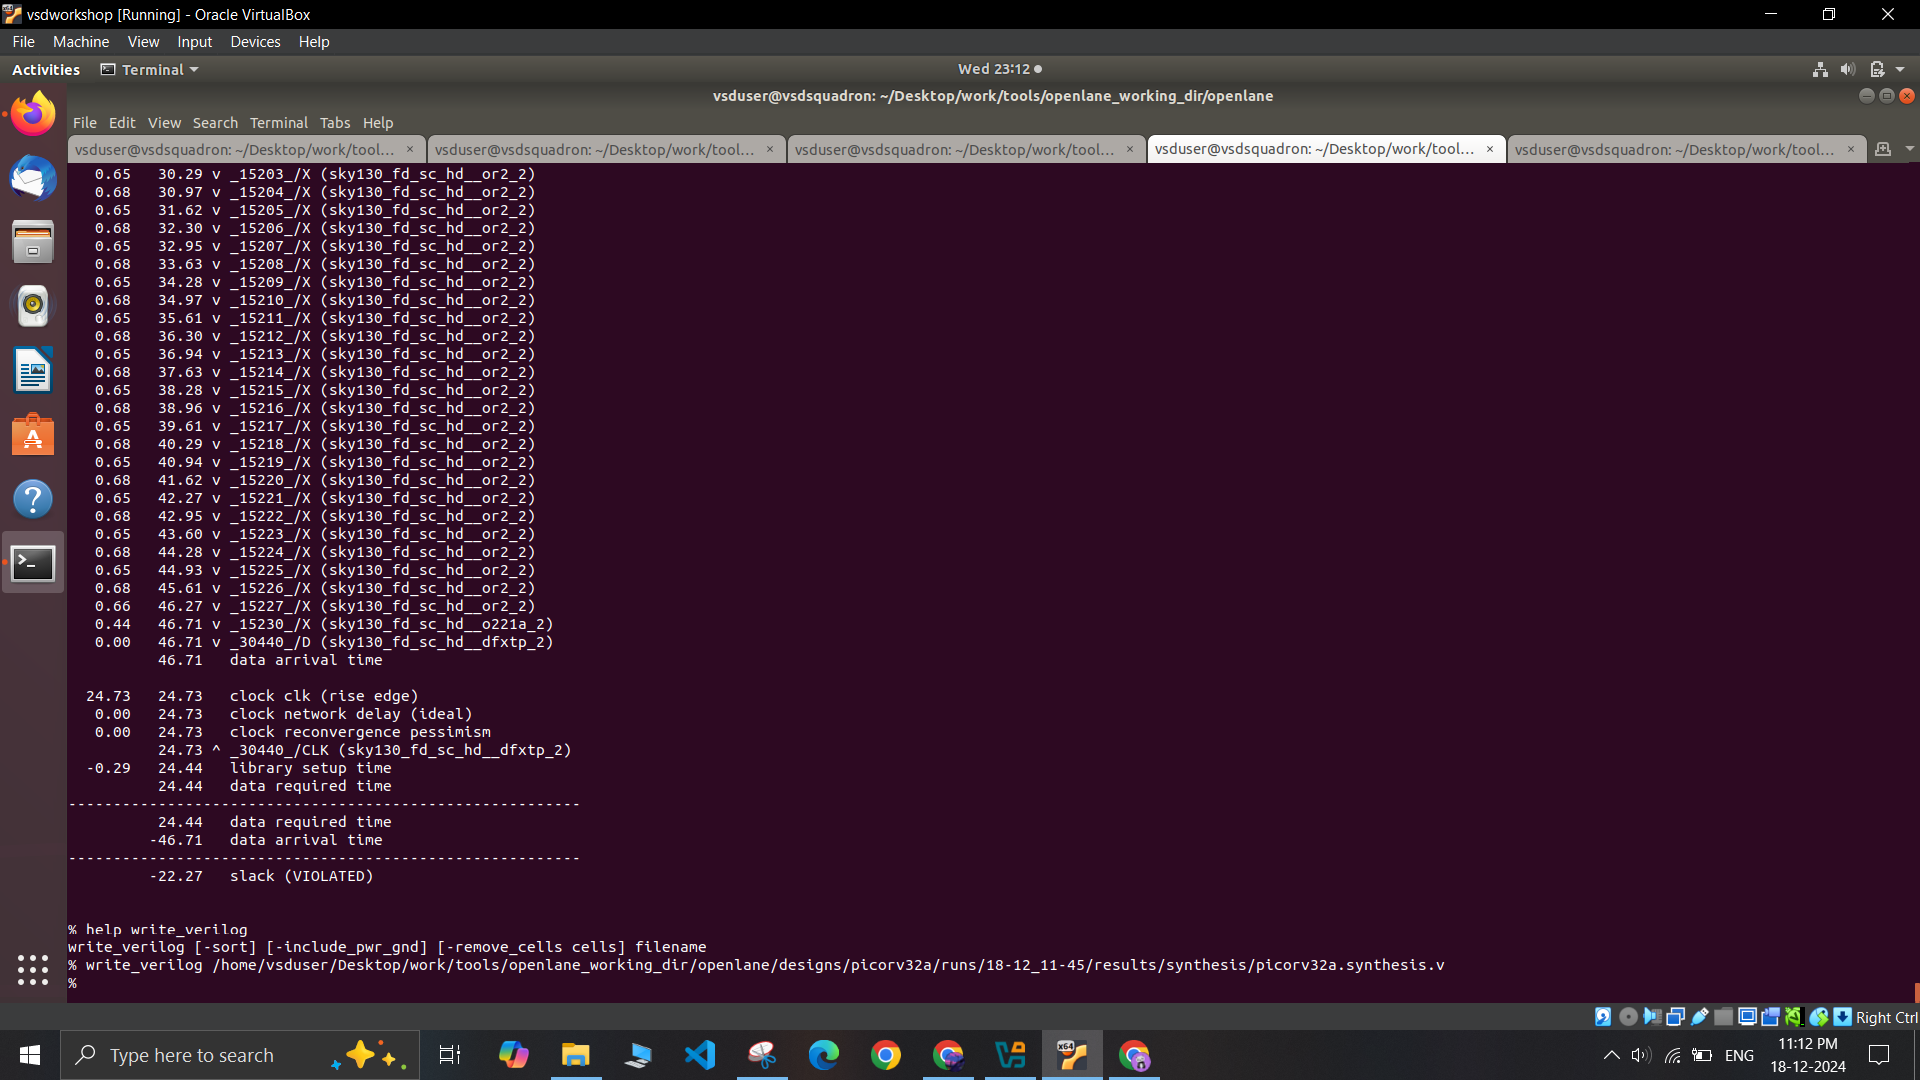 vsdworkshop [Running] - Oracle VirtualBox
File Machine View Input Devices Help
Activities Terminal Wed 23:12
vsduser@vsdsquadron: ~/Desktop/work/tools/openlane_working_dir/openlane
File Edit View Search Terminal Tabs Help
vsduser@vsdsquadron: ~/Desktop/work/tool... × vsduser@vsdsquadron: ~/Desktop/work/tool... × vsduser@vsdsquadron: ~/Desktop/work/tool... × vsduser@vsdsquadron: ~/Desktop/work/tool... × vsduser@vsdsquadron: ~/Desktop/work/tool... ×
0.65 30.29 v _15203_/X (sky130_fd_sc_hd__or2_2)
0.68 30.97 v _15204_/X (sky130_fd_sc_hd__or2_2)
0.65 31.62 v _15205_/X (sky130_fd_sc_hd__or2_2)
0.68 32.30 v _15206_/X (sky130_fd_sc_hd__or2_2)
0.65 32.95 v _15207_/X (sky130_fd_sc_hd__or2_2)
0.68 33.63 v _15208_/X (sky130_fd_sc_hd__or2_2)
0.65 34.28 v _15209_/X (sky130_fd_sc_hd__or2_2)
0.68 34.97 v _15210_/X (sky130_fd_sc_hd__or2_2)
0.65 35.61 v _15211_/X (sky130_fd_sc_hd__or2_2)
0.68 36.30 v _15212_/X (sky130_fd_sc_hd__or2_2)
0.65 36.94 v _15213_/X (sky130_fd_sc_hd__or2_2)
0.68 37.63 v _15214_/X (sky130_fd_sc_hd__or2_2)
0.65 38.28 v _15215_/X (sky130_fd_sc_hd__or2_2)
0.68 38.96 v _15216_/X (sky130_fd_sc_hd__or2_2)
0.65 39.61 v _15217_/X (sky130_fd_sc_hd__or2_2)
0.68 40.29 v _15218_/X (sky130_fd_sc_hd__or2_2)
0.65 40.94 v _15219_/X (sky130_fd_sc_hd__or2_2)
0.68 41.62 v _15220_/X (sky130_fd_sc_hd__or2_2)
0.65 42.27 v _15221_/X (sky130_fd_sc_hd__or2_2)
0.68 42.95 v _15222_/X (sky130_fd_sc_hd__or2_2)
0.65 43.60 v _15223_/X (sky130_fd_sc_hd__or2_2)
0.68 44.28 v _15224_/X (sky130_fd_sc_hd__or2_2)
0.65 44.93 v _15225_/X (sky130_fd_sc_hd__or2_2)
0.68 45.61 v _15226_/X (sky130_fd_sc_hd__or2_2)
0.66 46.27 v _15227_/X (sky130_fd_sc_hd__or2_2)
0.44 46.71 v _15230_/X (sky130_fd_sc_hd__o221a_2)
0.00 46.71 v _30440_/D (sky130_fd_sc_hd__dfxtp_2)
46.71 data arrival time
24.73 24.73 clock clk (rise edge)
0.00 24.73 clock network delay (ideal)
0.00 24.73 clock reconvergence pessimism
24.73 ^ _30440_/CLK (sky130_fd_sc_hd__dfxtp_2)
-0.29 24.44 library setup time
24.44 data required time
---------------------------------------------------------
24.44 data required time
-46.71 data arrival time
---------------------------------------------------------
-22.27 slack (VIOLATED)
% help write_verilog
write_verilog [-sort] [-include_pwr_gnd] [-remove_cells cells] filename
% write_verilog /home/vsduser/Desktop/work/tools/openlane_working_dir/openlane/designs/picorv32a/runs/18-12_11-45/results/synthesis/picorv32a.synthesis.v
%
Right Ctrl
Type here to search
ENG
11:12 PM
18-12-2024